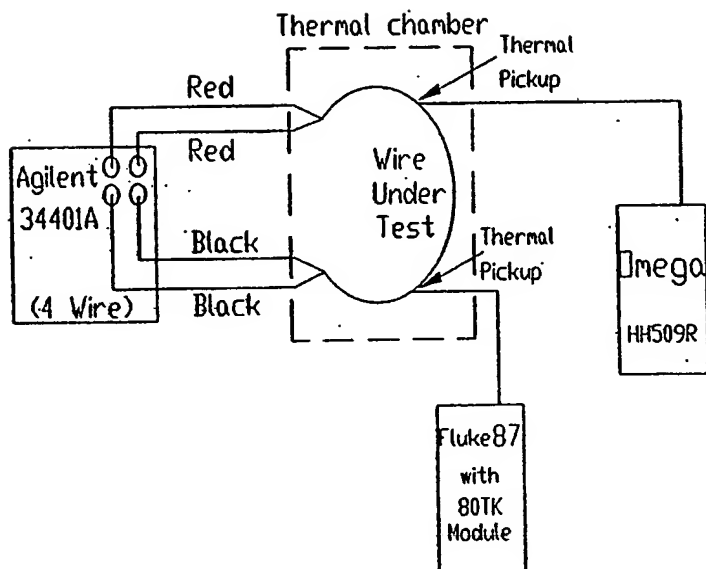 Thermal chamber
Thermal
Pickup
Red
Red
Agilent
34401A
(4 Wire)
Wire
Under
Test
Black
Black
Thermal
Pickup
Omega
HH509R
Fluke87
with
80TK
Module